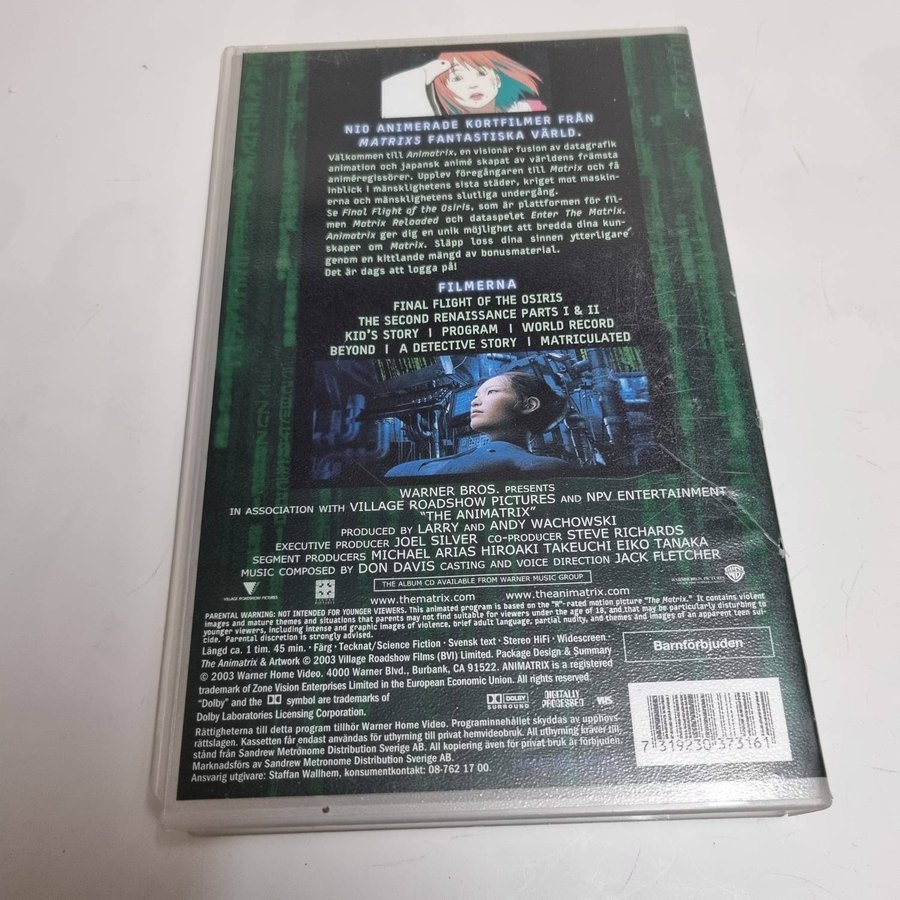 NIO ANIMERADE KORTFILMER FRÅN
MATRIXS FANTASTISKA VÄRLD.
Välkommen till Animatrix, en visionär fusion av datagrafik
animation och japansk animé skapat av världens främsta
animéregissörer. Upplev föregångaren till Matrix och få
inblick i mänsklighetens sista städer, kriget mot maskin-
erna och mänsklighetens slutliga undergång.
Se Final Flight of the Osiris, som är plattformen för fil-
men Matrix Reloaded och dataspelet Enter The Matrix.
Animatrix ger dig en unik möjlighet att bredda dina kun-
skaper om Matrix. Släpp loss dina sinnen ytterligare
genom en kittlande mängd av bonusmaterial.
Det är dags att logga på!
FILMERNA
FINAL FLIGHT OF THE OSIRIS
THE SECOND RENAISSANCE PARTS I & II
KID'S STORY | PROGRAM | WORLD RECORD
BEYOND | A DETECTIVE STORY | MATRICULATED
WARNER BROS. PRESENTS
IN ASSOCIATION WITH VILLAGE ROADSHOW PICTURES AND NPV ENTERTAINMENT
"THE ANIMATRIX"
PRODUCED BY LARRY AND ANDY WACHOWSKI
EXECUTIVE PRODUCER JOEL SILVER CO-PRODUCER STEVE RICHARDS
SEGMENT PRODUCERS MICHAEL ARIAS HIROAKI TAKEUCHI EIKO TANAKA
MUSIC COMPOSED BY DON DAVIS CASTING AND VOICE DIRECTION JACK FLETCHER
THE ALBUM CD AVAILABLE FROM WARNER MUSIC GROUP
VILLAGE ROADSHOW PICTURES
www.thematrix.com www.theanimatrix.com
WARNER BROS. PICTURES
PARENTAL WARNING: NOT INTENDED FOR YOUNGER VIEWERS. This animated program is based on the "R"-rated motion picture "The Matrix." It contains violent
images and mature themes and situations that parents may not find suitable for viewers under the age of 18, and that may be particularly disturbing to
younger viewers, including intense and graphic images of violence, brief adult language, partial nudity, and themes and images of an apparent teen sui-
cide. Parental discretion is strongly advised.
Längd ca. 1 tim. 45 min. · Färg · Tecknat/Science Fiction · Svensk text · Stereo HiFi · Widescreen
Barnförbjuden
The Animatrix & Artwork © 2003 Village Roadshow Films (BVI) Limited. Package Design & Summary
© 2003 Warner Home Video. 4000 Warner Blvd., Burbank, CA 91522. ANIMATRIX is a registered
trademark of Zone Vision Enterprises Limited in the European Economic Union. All rights reserved.
"Dolby" and the DD symbol are trademarks of
Dolby Laboratories Licensing Corporation.
DOLBY SURROUND
DIGITALLY PROCESSED
VHS
Rättigheterna till detta program tillhör Warner Home Video. Programinnehållet skyddas av upphovs-
rättslagen. Kassetten får endast användas för uthyrning till privat hemvideobruk. All uthyrning kräver till-
stånd från Sandrew Metronome Distribution Sverige AB. All kopiering även för privat bruk är förbjuden.
Marknadsförs av Sandrew Metronome Distribution Sverige AB.
Ansvarig utgivare: Staffan Wallhem, konsumentkontakt: 08-762 17 00.
7 319230 373161